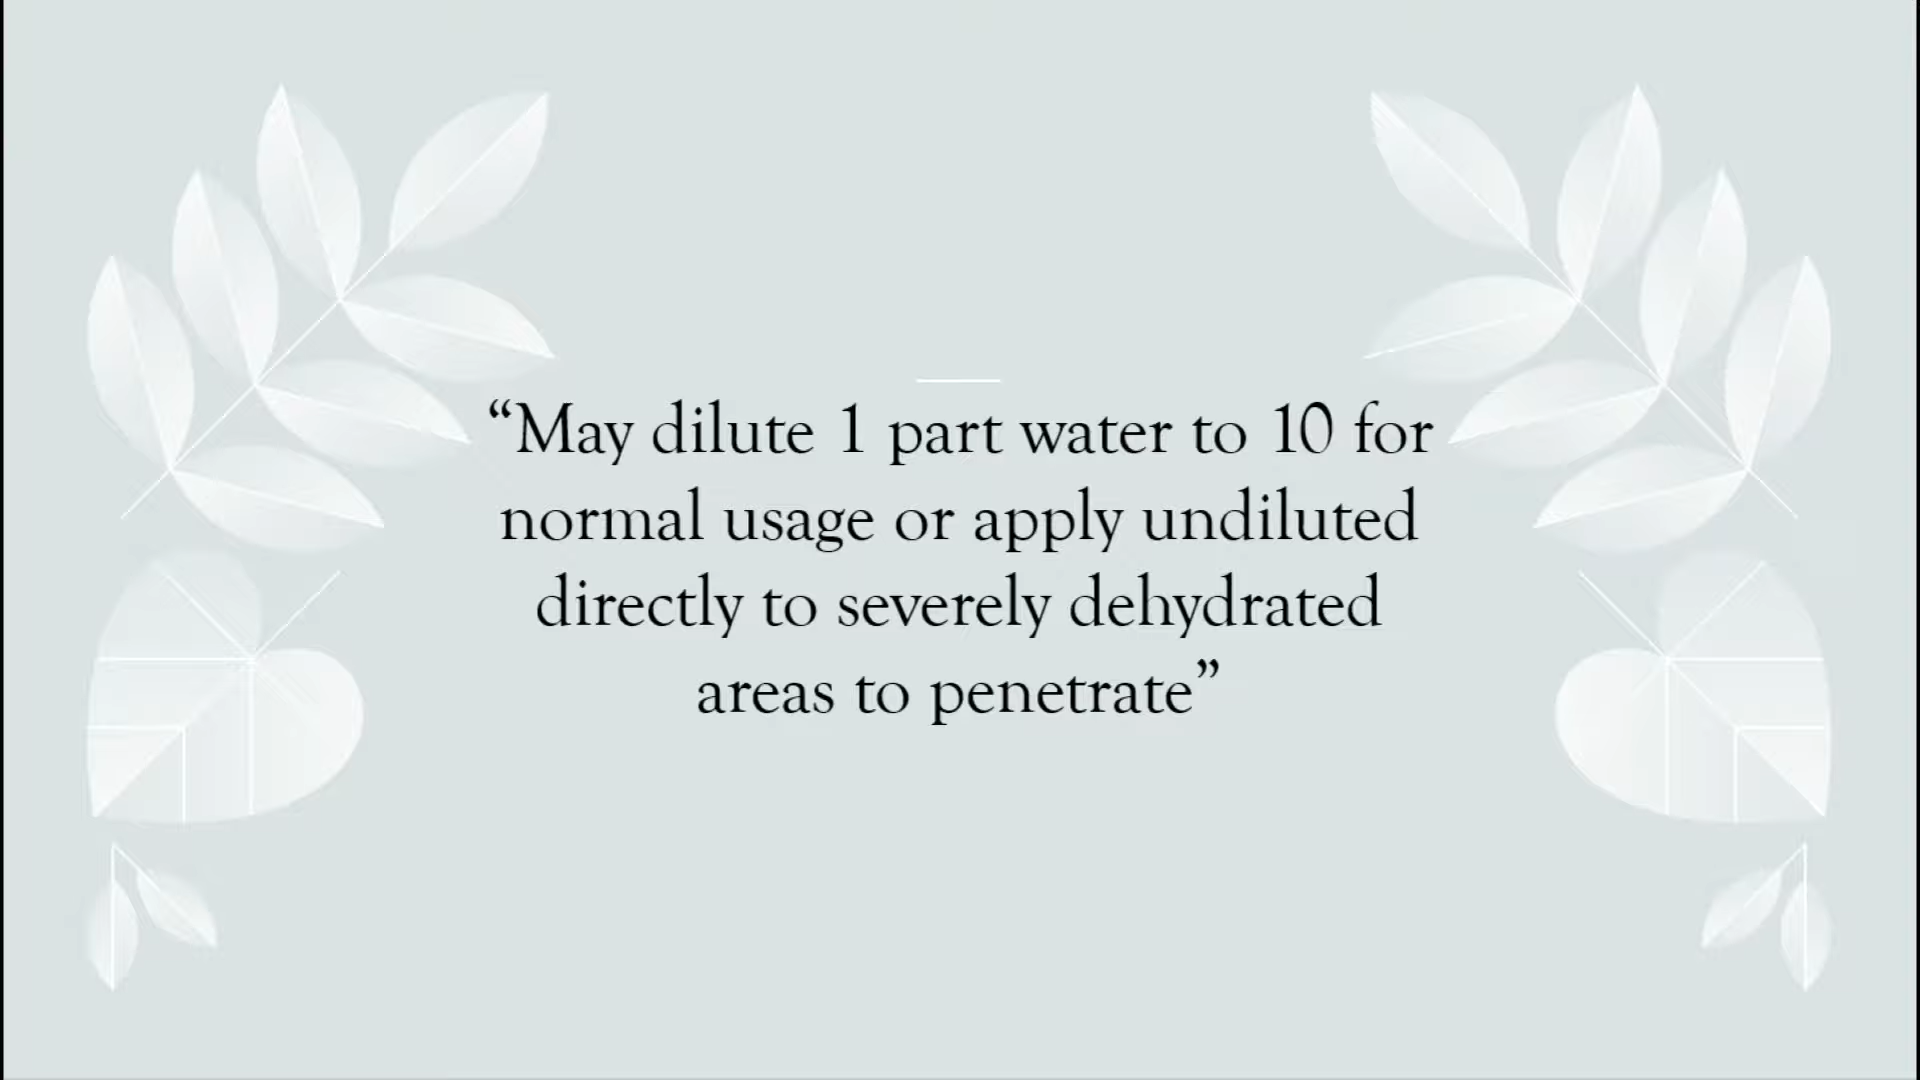 “May dilute 1 part water to 10 for
normal usage or apply undiluted
directly to severely dehydrated
areas to penetrate”